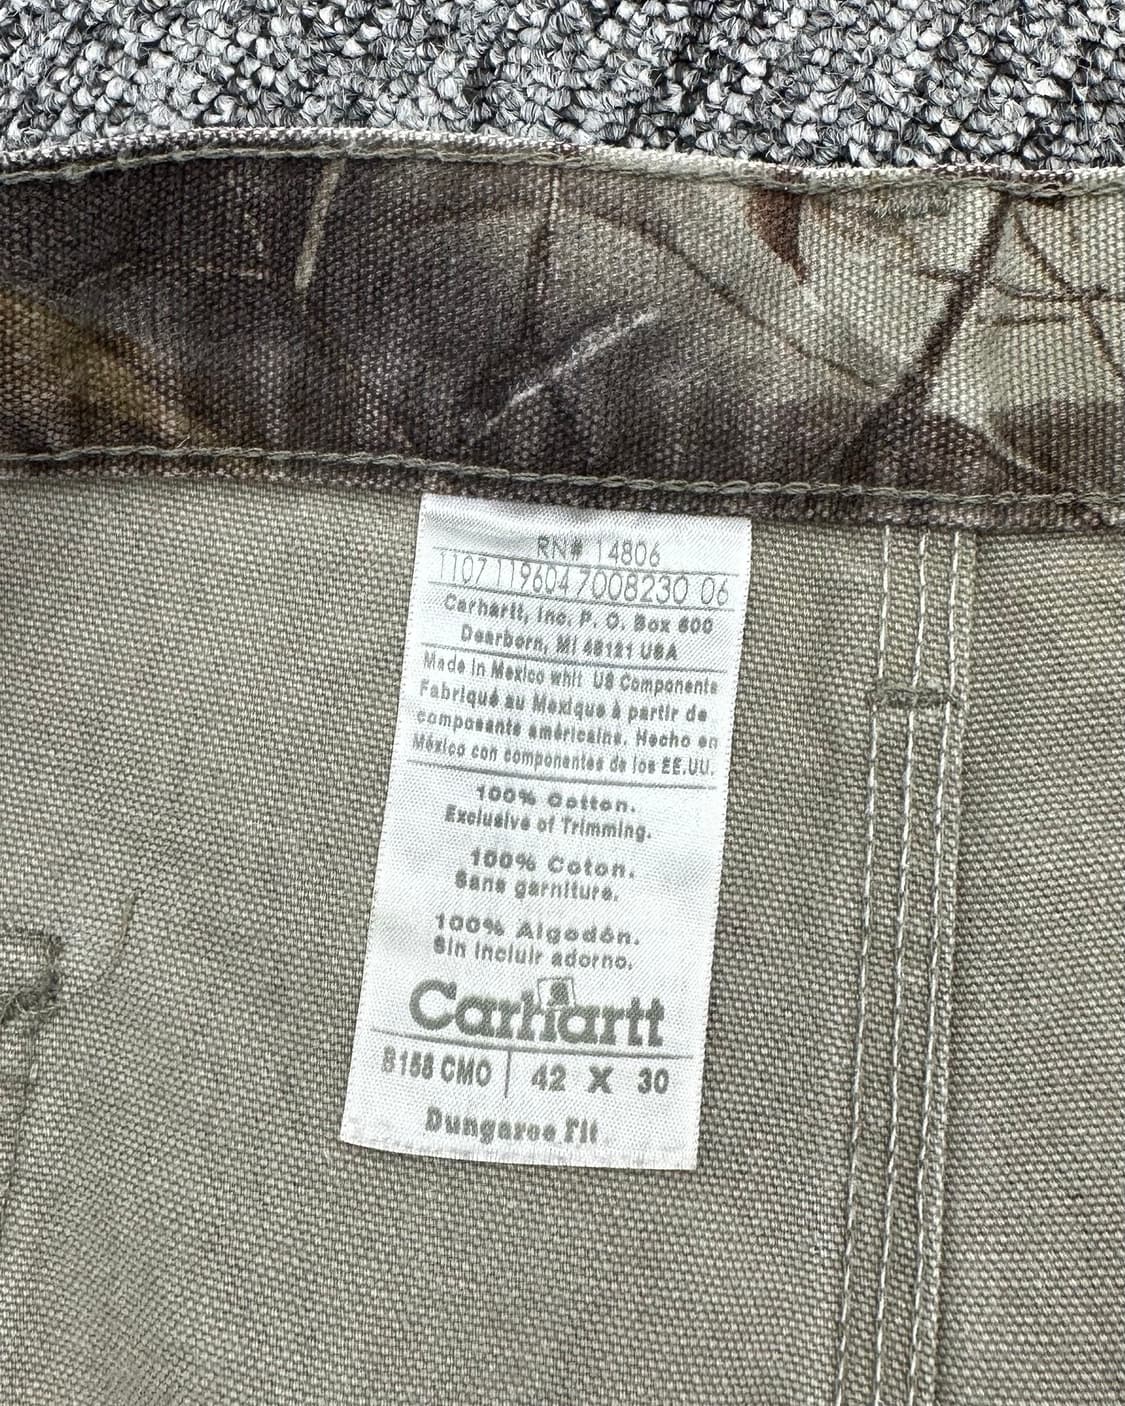 RN# 14806
1107 119604 7008230 06
Carhartt, Inc. P. O. Box 600
Dearborn, MI 48121 USA
Made in Mexico whit US Components
Fabriqué au Mexique à partir de
composants américains. Hecho en
México con componentes de los EE.UU.
100% Cotton.
Exclusive of Trimming.
100% Coton.
Sans garniture.
100% Algodón.
Sin incluir adorno.
Carhartt
B158 CMO | 42 X 30
Dungaree Fit